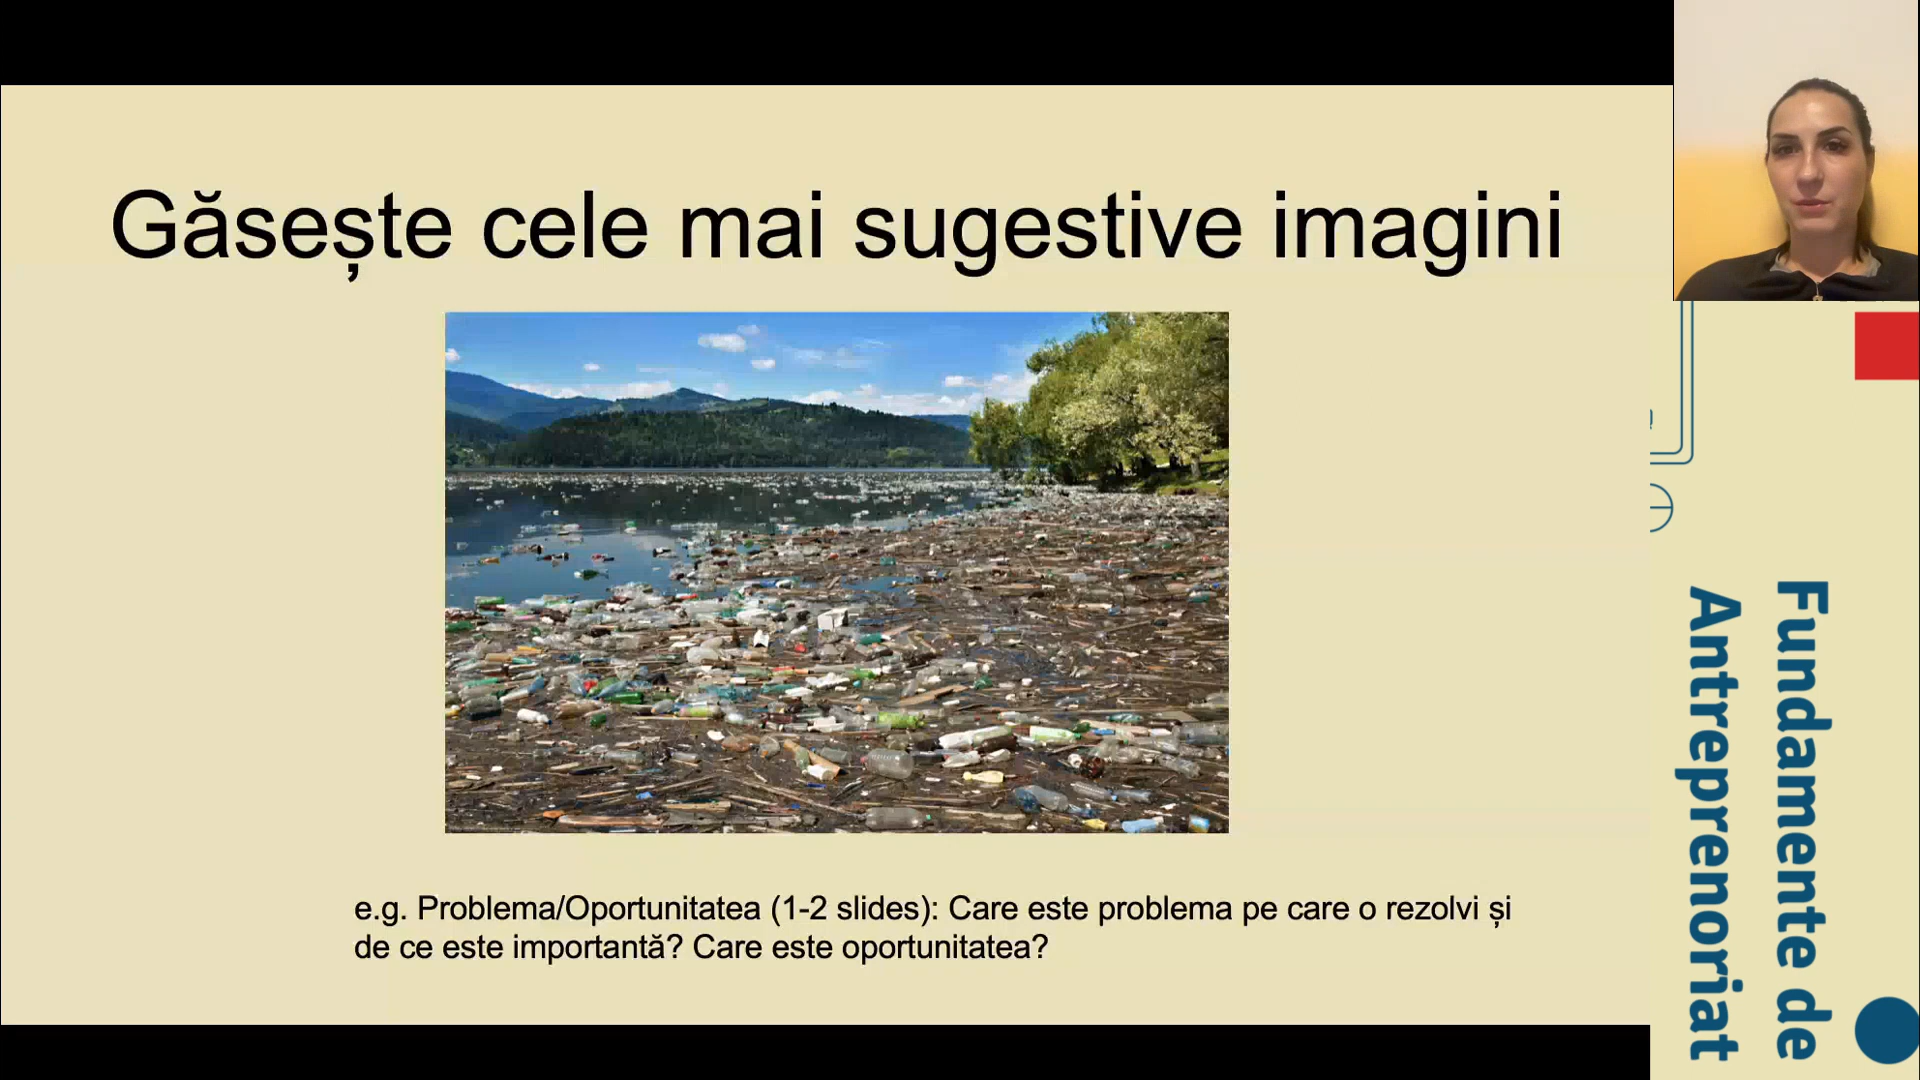 Găsește cele mai sugestive imagini
e.g. Problema/Oportunitatea (1-2 slides): Care este problema pe care o rezolvi și
de ce este importantă? Care este oportunitatea?
Fundamente de
Antreprenoriat